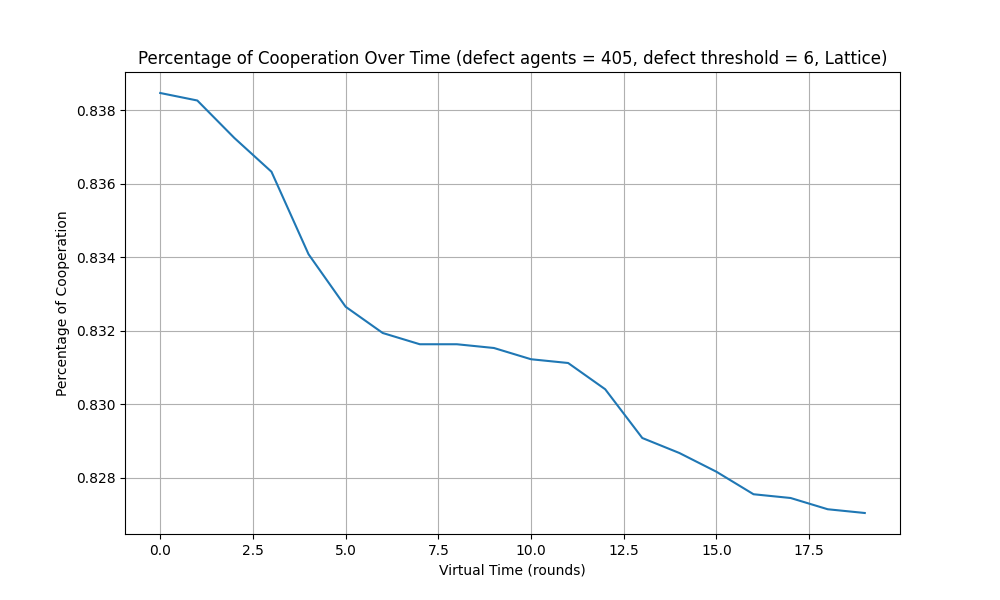 Percentage of Cooperation Over Time (defect agents = 405, defect threshold = 6, Lattice)
Percentage of Cooperation
0.838
0.836
0.834
0.832
0.830
0.828
0.0 2.5 5.0 7.5 10.0 12.5 15.0 17.5
Virtual Time (rounds)